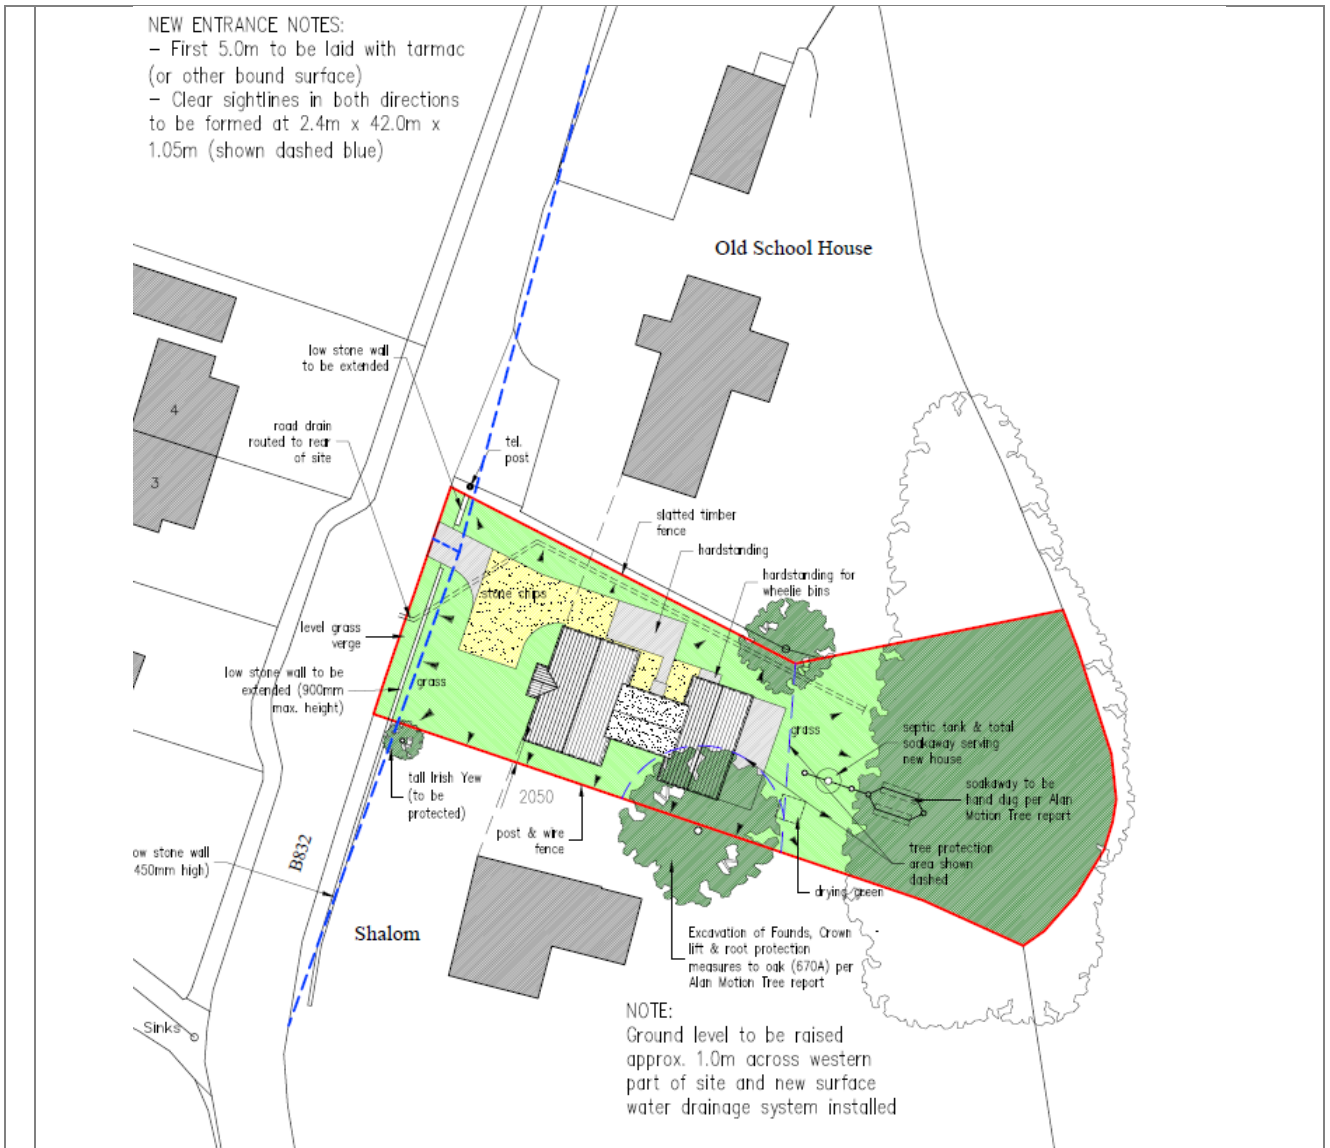 NEW ENTRANCE NOTES:
– First 5.0m to be laid with tarmac
(or other bound surface)
– Clear sightlines in both directions
to be formed at 2.4m x 42.0m x
1.05m (shown dashed blue)
Old School House
low stone wall
to be extended
4
road drain
routed to rear
of site
3
tel.
post
slatted timber
fence
hardstanding
hardstanding for
wheelie bins
stone chips
level grass
verge
low stone wall to be
extended (900mm
max. height)
grass
grass
septic tank & total
soakaway serving
new house
soakaway to be
hand dug per Alan
Motion Tree report
tall Irish Yew
(to be
protected)
2050
post & wire
fence
tree protection
area shown
dashed
drying green
B832
ow stone wall
450mm high)
Shalom
Excavation of Founds, Crown
lift & root protection
measures to oak (670A) per
Alan Motion Tree report
NOTE:
Ground level to be raised
approx. 1.0m across western
part of site and new surface
water drainage system installed
Sinks